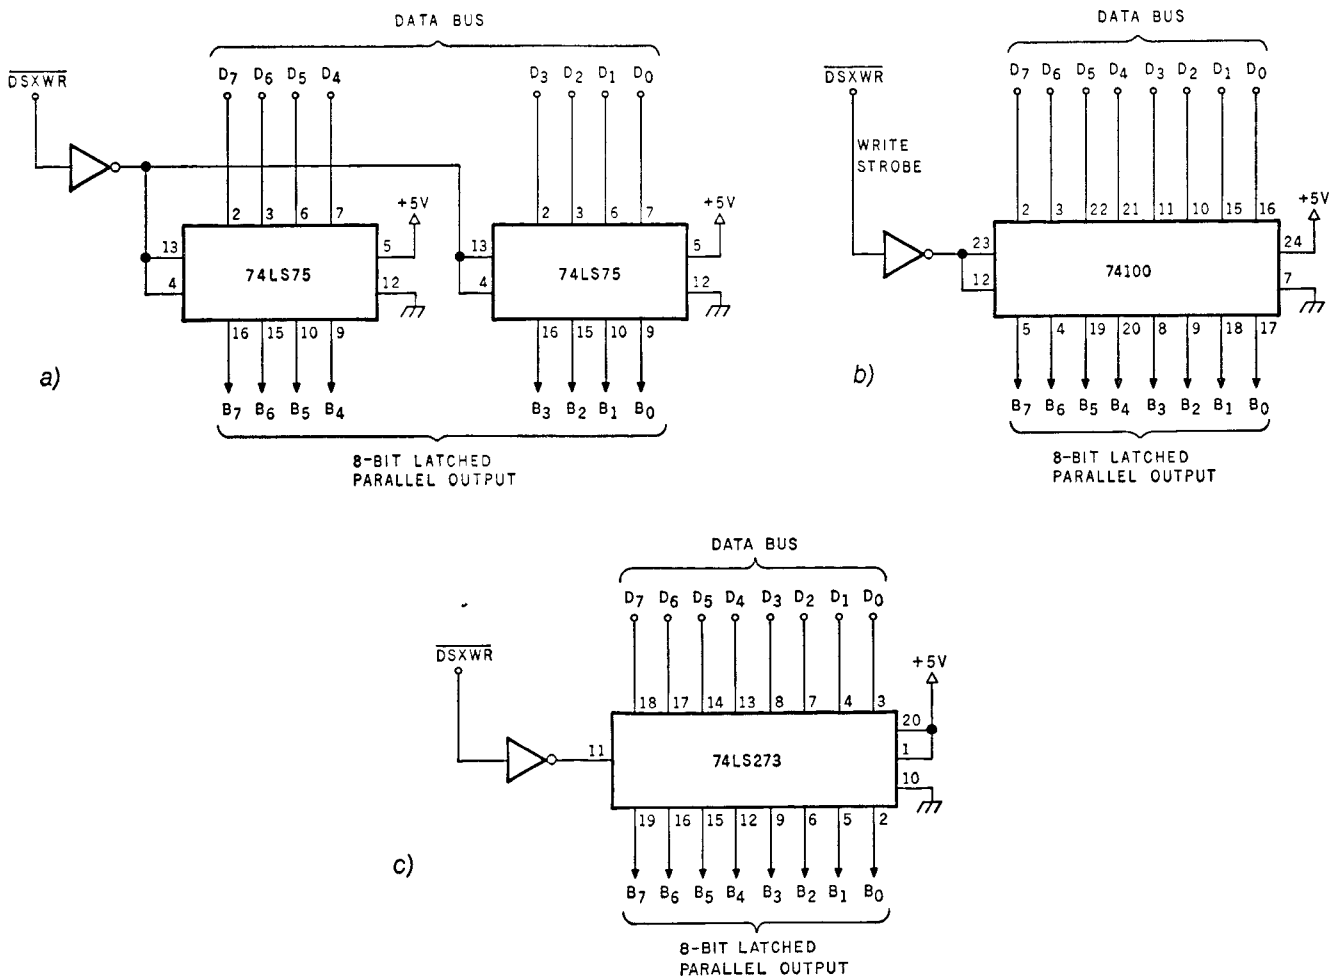 DATA BUS
DSXWR
D7 D6 D5 D4 D3 D2 D1 D0
2 3 6 7 2 3 6 7
13 4 74LS75 5 12 +5V
13 4 74LS75 5 12 +5V
16 15 10 9 16 15 10 9
B7 B6 B5 B4 B3 B2 B1 B0
a)
8-BIT LATCHED
PARALLEL OUTPUT
DATA BUS
DSXWR
D7 D6 D5 D4 D3 D2 D1 D0
WRITE
STROBE
2 3 22 21 11 10 15 16
23 12 74100 24 7 +5V
5 4 19 20 8 9 18 17
B7 B6 B5 B4 B3 B2 B1 B0
b)
8-BIT LATCHED
PARALLEL OUTPUT
DATA BUS
DSXWR
D7 D6 D5 D4 D3 D2 D1 D0
+5V
18 17 14 13 8 7 4 3
11 74LS273 20 1 10
19 16 15 12 9 6 5 2
B7 B6 B5 B4 B3 B2 B1 B0
c)
8-BIT LATCHED
PARALLEL OUTPUT